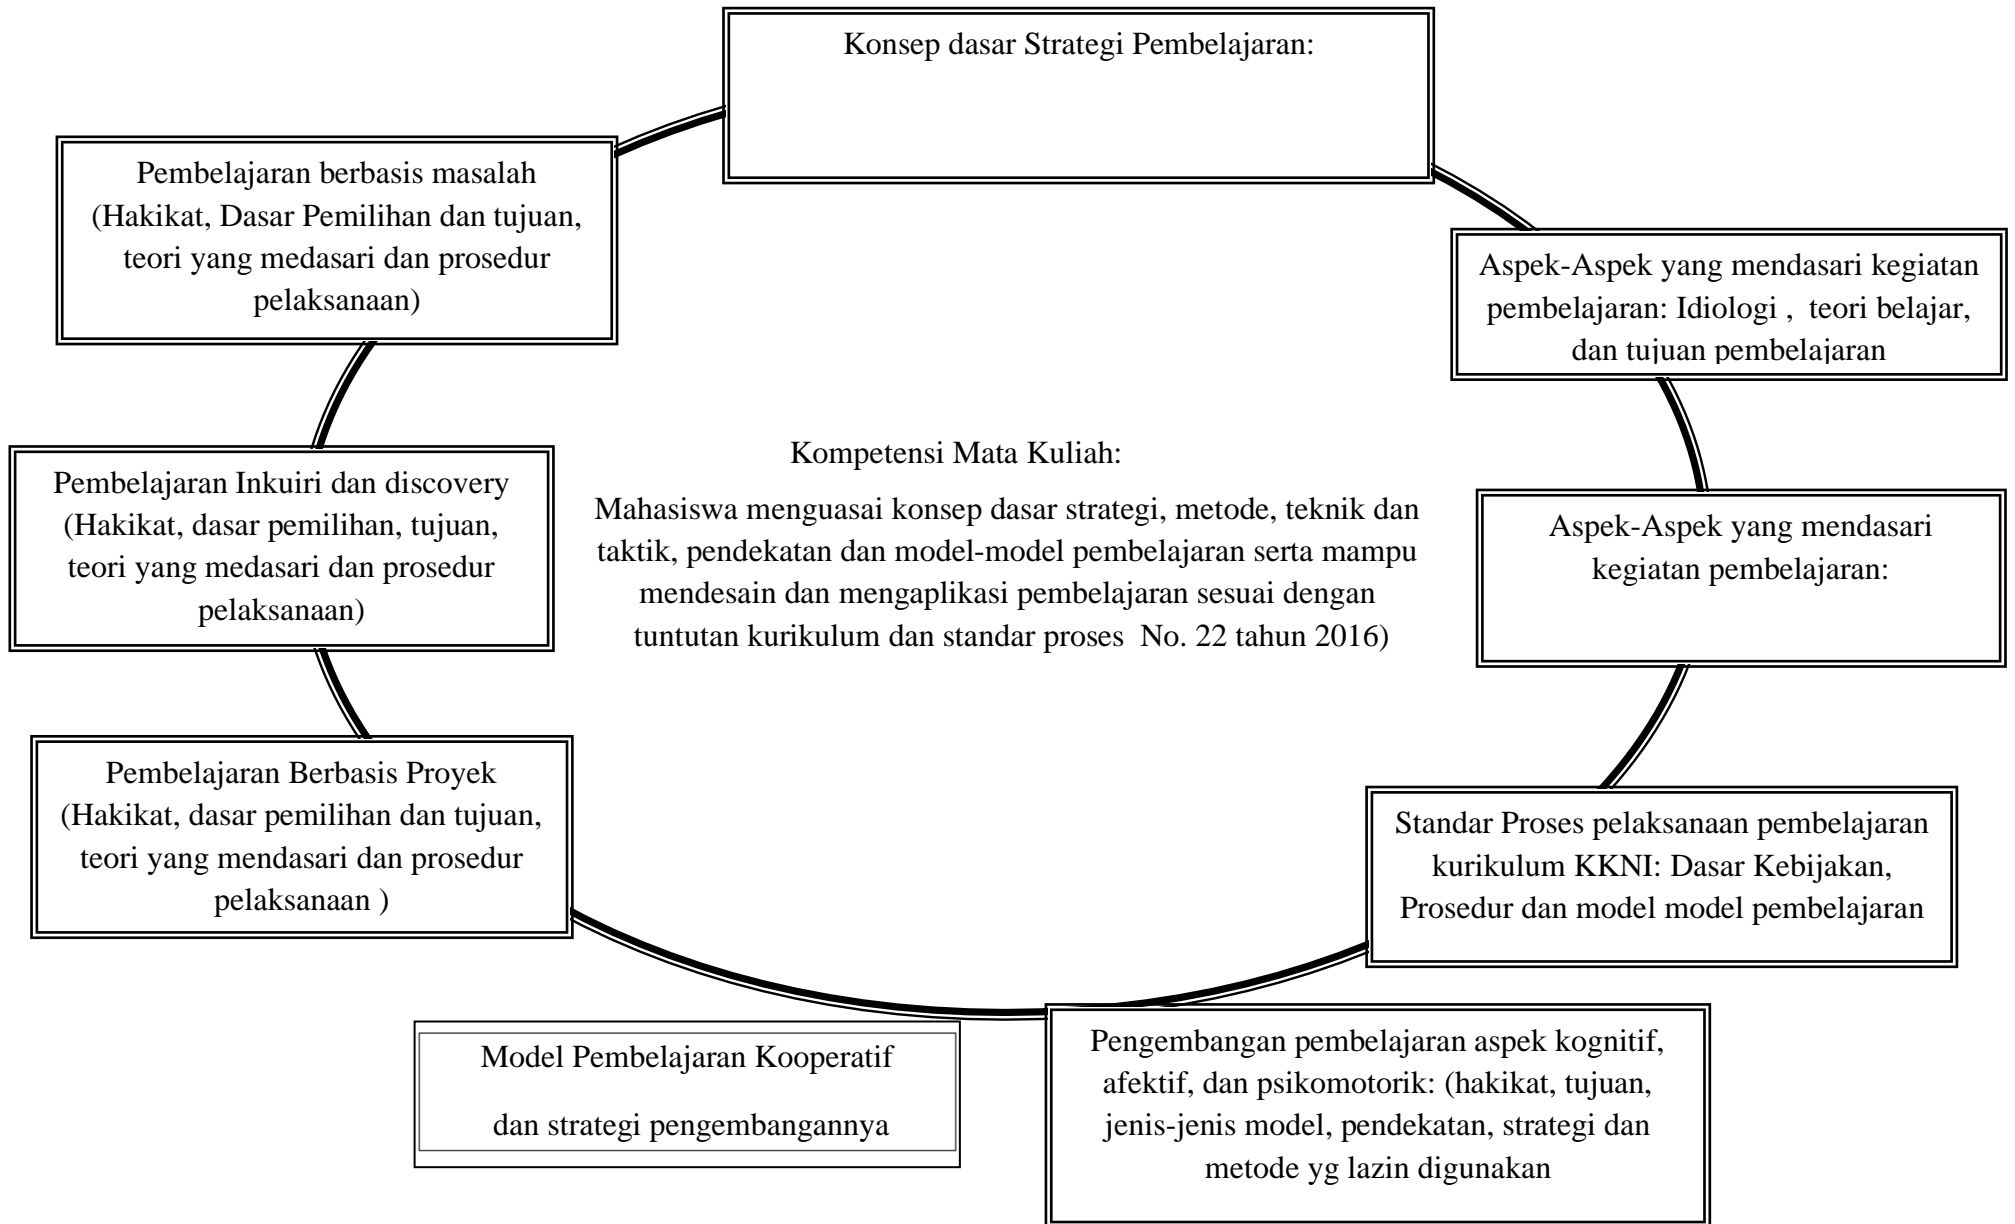 Konsep dasar Strategi Pembelajaran:
Pembelajaran berbasis masalah
(Hakikat, Dasar Pemilihan dan tujuan,
teori yang medasari dan prosedur
pelaksanaan)
Aspek-Aspek yang mendasari kegiatan
pembelajaran: Idiologi , teori belajar,
dan tujuan pembelajaran
Pembelajaran Inkuiri dan discovery
(Hakikat, dasar pemilihan, tujuan,
teori yang medasari dan prosedur
pelaksanaan)
Kompetensi Mata Kuliah:
Mahasiswa menguasai konsep dasar strategi, metode, teknik dan
taktik, pendekatan dan model-model pembelajaran serta mampu
mendesain dan mengaplikasi pembelajaran sesuai dengan
tuntutan kurikulum dan standar proses No. 22 tahun 2016)
Aspek-Aspek yang mendasari
kegiatan pembelajaran:
Pembelajaran Berbasis Proyek
(Hakikat, dasar pemilihan dan tujuan,
teori yang mendasari dan prosedur
pelaksanaan )
Standar Proses pelaksanaan pembelajaran
kurikulum KKNI: Dasar Kebijakan,
Prosedur dan model model pembelajaran
Model Pembelajaran Kooperatif
dan strategi pengembangannya
Pengembangan pembelajaran aspek kognitif,
afektif, dan psikomotorik: (hakikat, tujuan,
jenis-jenis model, pendekatan, strategi dan
metode yg lazin digunakan